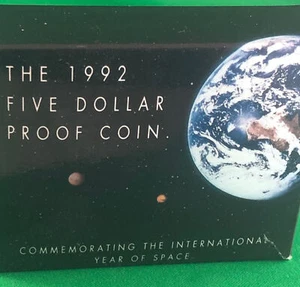 THE 1992
FIVE DOLLAR
PROOF COIN
COMMEMORATING THE INTERNATIONAL
YEAR OF SPACE